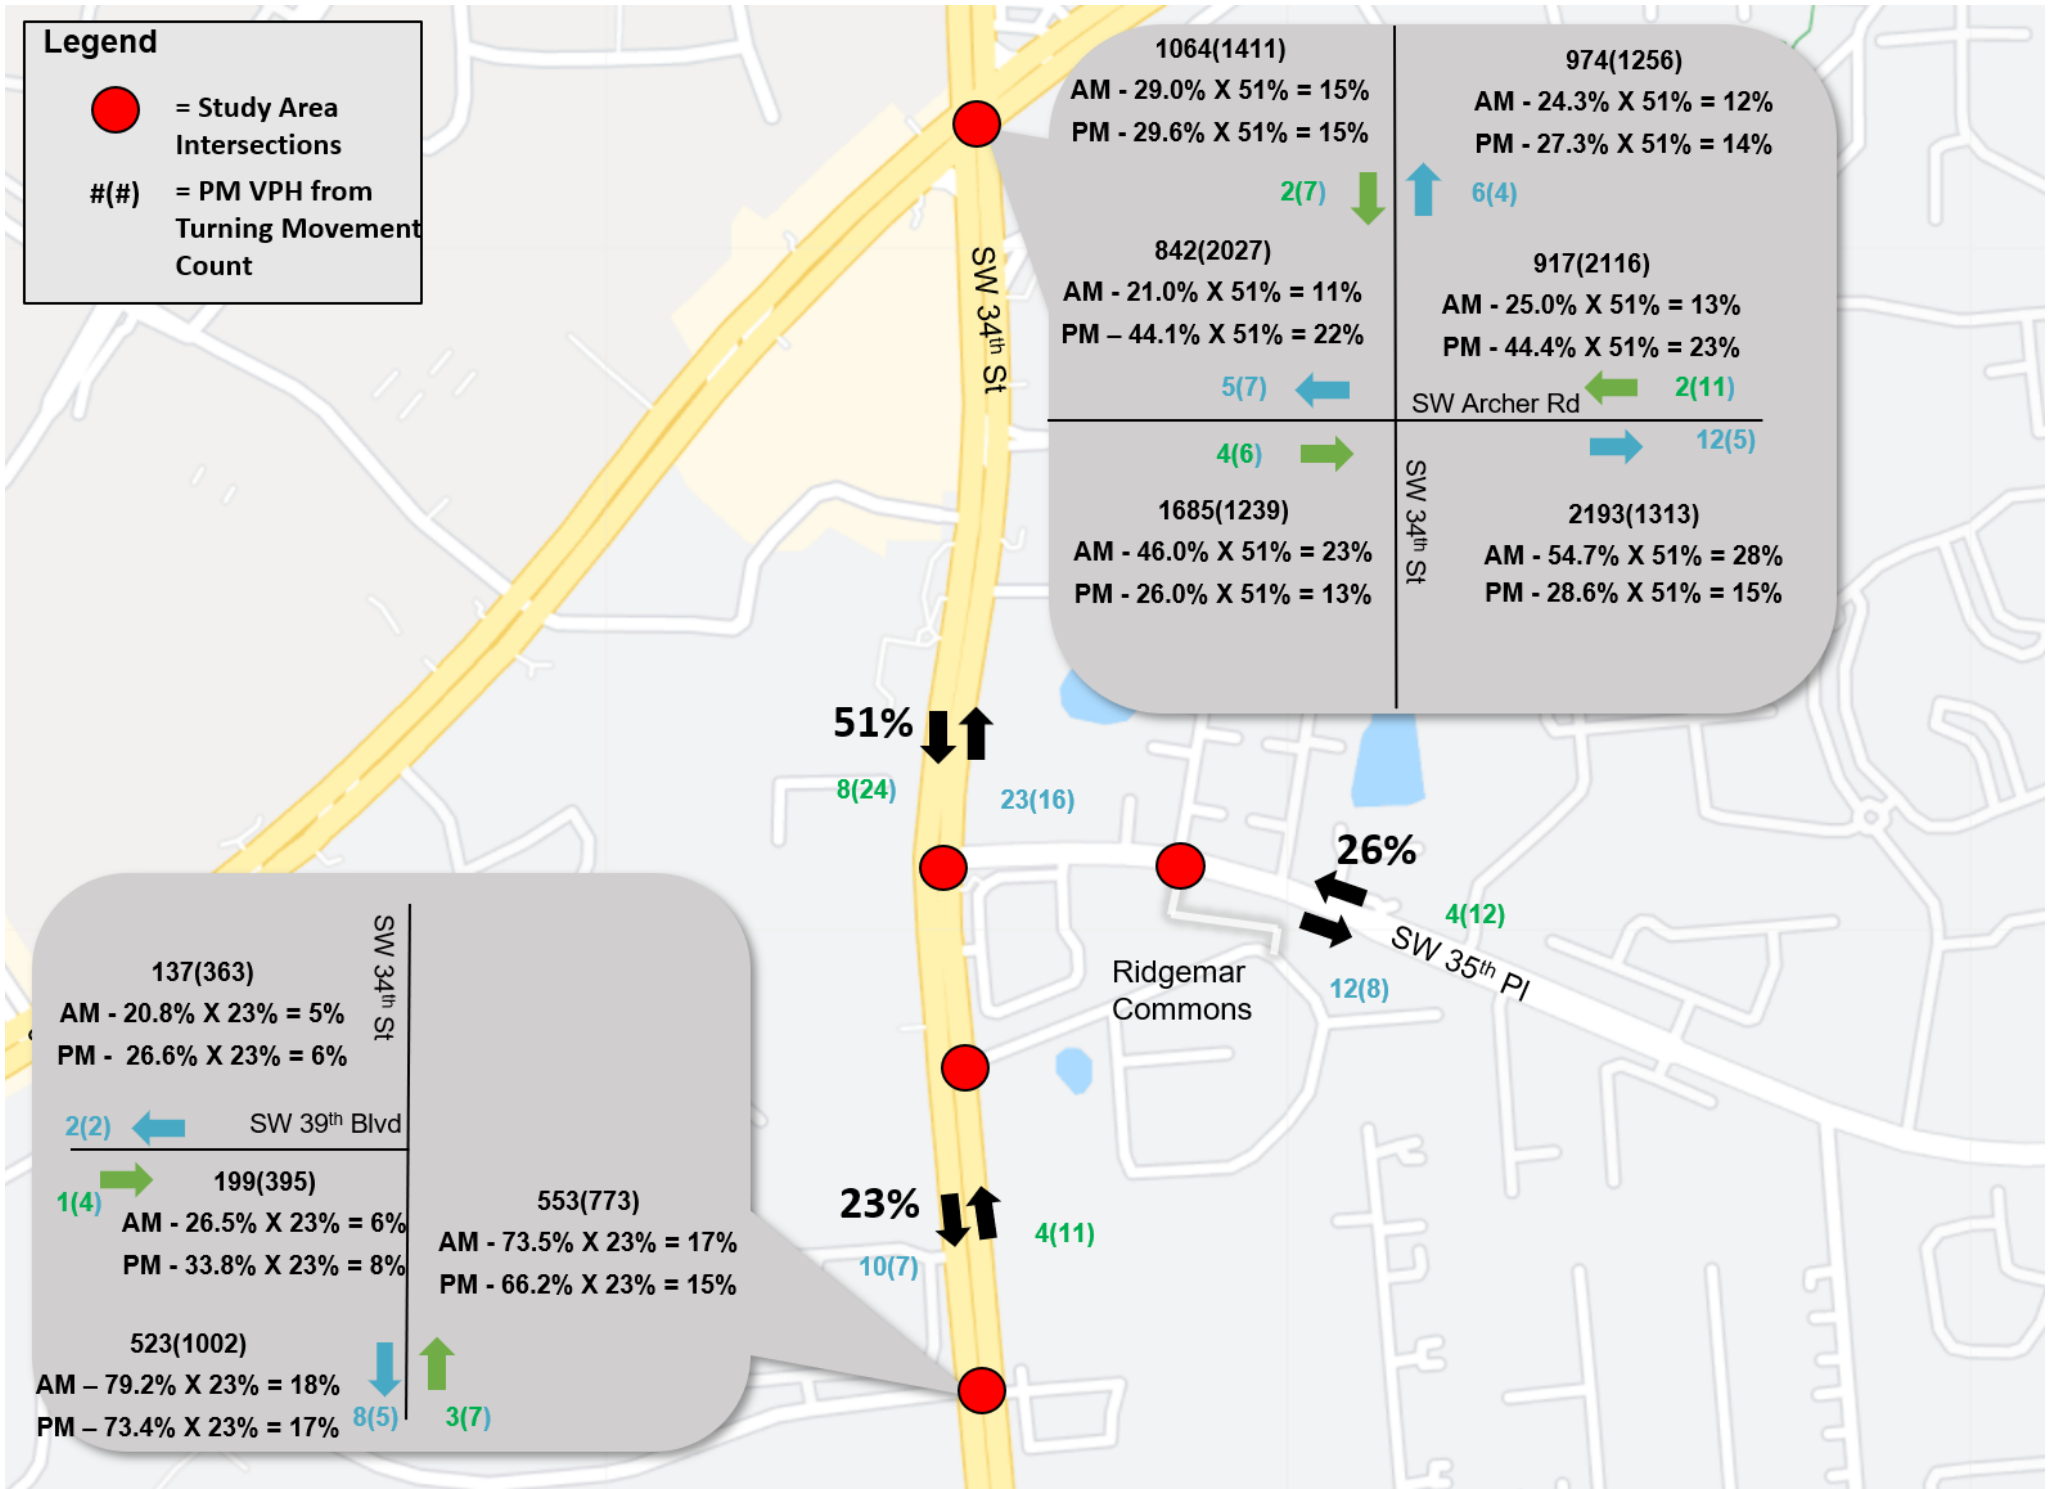 Legend
= Study Area
Intersections
#(#) = PM VPH from
Turning Movement
Count
1064(1411)
AM - 29.0% X 51% = 15%
PM - 29.6% X 51% = 15%
974(1256)
AM - 24.3% X 51% = 12%
PM - 27.3% X 51% = 14%
2(7)
6(4)
842(2027)
AM - 21.0% X 51% = 11%
PM – 44.1% X 51% = 22%
917(2116)
AM - 25.0% X 51% = 13%
PM - 44.4% X 51% = 23%
5(7)
SW Archer Rd
2(11)
4(6)
12(5)
SW 34th St
1685(1239)
AM - 46.0% X 51% = 23%
PM - 26.0% X 51% = 13%
2193(1313)
AM - 54.7% X 51% = 28%
PM - 28.6% X 51% = 15%
SW 34th St
51%
8(24)
23(16)
26%
4(12)
SW 35th Pl
12(8)
Ridgemar
Commons
23%
4(11)
10(7)
SW 34th St
137(363)
AM - 20.8% X 23% = 5%
PM - 26.6% X 23% = 6%
2(2)
SW 39th Blvd
1(4)
199(395)
AM - 26.5% X 23% = 6%
PM - 33.8% X 23% = 8%
553(773)
AM - 73.5% X 23% = 17%
PM - 66.2% X 23% = 15%
523(1002)
AM – 79.2% X 23% = 18%
PM – 73.4% X 23% = 17%
8(5)
3(7)